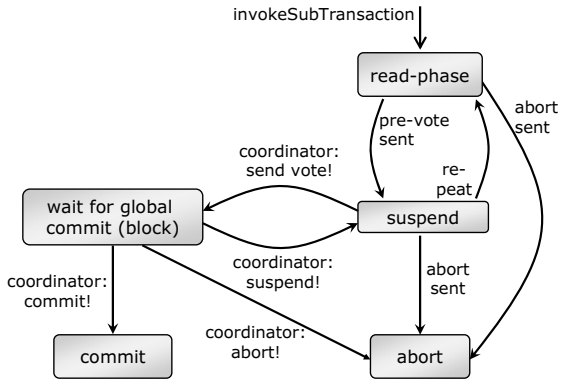 invokeSubTransaction
read-phase
pre-vote
sent
abort
sent
re-
peat
coordinator:
send vote!
wait for global
commit (block)
suspend
coordinator:
suspend!
abort
sent
coordinator:
commit!
coordinator:
abort!
commit
abort